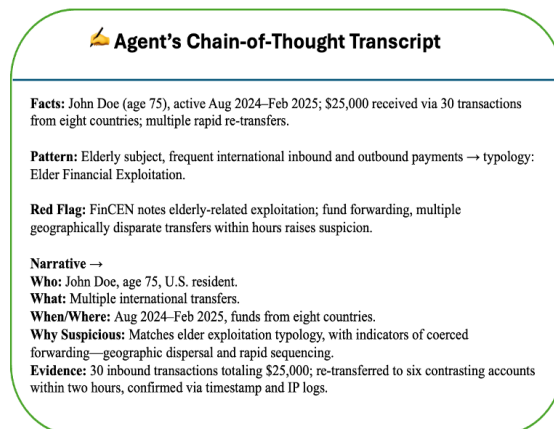 ✍️ Agent's Chain-of-Thought Transcript
Facts: John Doe (age 75), active Aug 2024–Feb 2025; $25,000 received via 30 transactions
from eight countries; multiple rapid re-transfers.
Pattern: Elderly subject, frequent international inbound and outbound payments → typology:
Elder Financial Exploitation.
Red Flag: FinCEN notes elderly-related exploitation; fund forwarding, multiple
geographically disparate transfers within hours raises suspicion.
Narrative →
Who: John Doe, age 75, U.S. resident.
What: Multiple international transfers.
When/Where: Aug 2024–Feb 2025, funds from eight countries.
Why Suspicious: Matches elder exploitation typology, with indicators of coerced
forwarding—geographic dispersal and rapid sequencing.
Evidence: 30 inbound transactions totaling $25,000; re-transferred to six contrasting accounts
within two hours, confirmed via timestamp and IP logs.